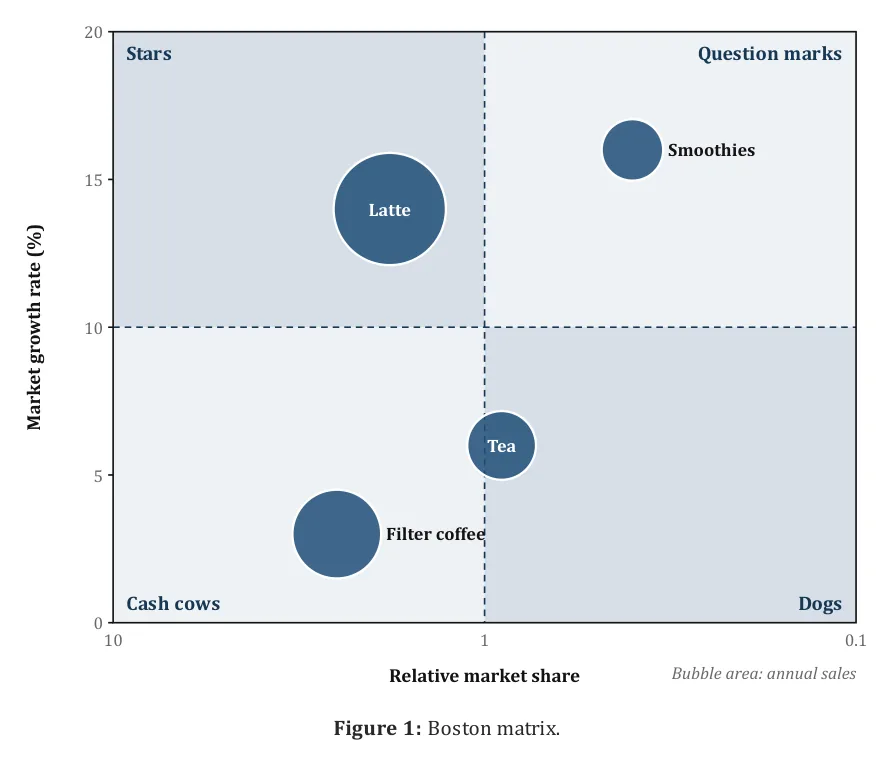 20
Stars
Question marks
Smoothies
15
Latte
Market growth rate (%)
10
Tea
5
Filter coffee
Cash cows
Dogs
0
10
1
0.1
Relative market share
Bubble area: annual sales
Figure 1: Boston matrix.